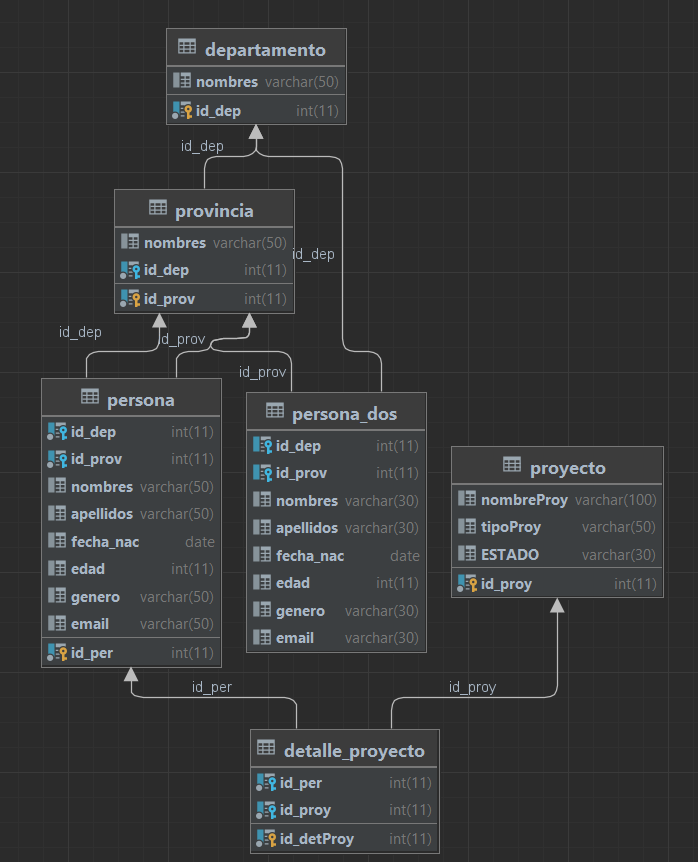 departamento
nombres varchar(50)
id_dep int(11)
id_dep
provincia
nombres varchar(50)
id_dep int(11)
id_prov int(11)
id_dep
id_dep
id_prov
id_prov
persona
id_dep int(11)
id_prov int(11)
nombres varchar(50)
apellidos varchar(50)
fecha_nac date
edad int(11)
genero varchar(50)
email varchar(50)
id_per int(11)
persona_dos
id_dep int(11)
id_prov int(11)
nombres varchar(30)
apellidos varchar(30)
fecha_nac date
edad int(11)
genero varchar(30)
email varchar(30)
proyecto
nombreProy varchar(100)
tipoProy varchar(50)
ESTADO varchar(30)
id_proy int(11)
id_per
id_proy
detalle_proyecto
id_per int(11)
id_proy int(11)
id_detProy int(11)